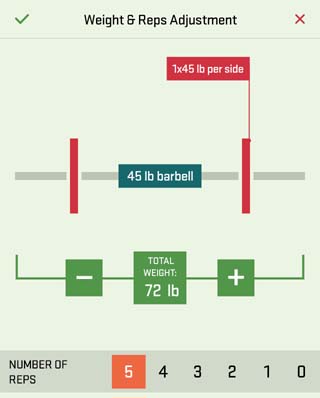 Weight & Reps Adjustment
1x45 lb per side
45 lb barbell
TOTAL
WEIGHT:
72 lb
NUMBER OF
REPS
5 4 3 2 1 0